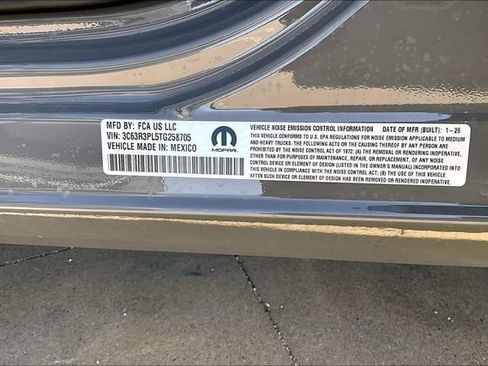 MFD BY: FCA US LLC
VIN: 3C63R3PL5TG258705
VEHICLE MADE IN: MEXICO
MOPAR.
VEHICLE NOISE EMISSION CONTROL INFORMATION DATE OF MFR (BUILT): 1-26
THIS VEHICLE CONFORMS TO U.S. EPA REGULATIONS FOR NOISE EMISSION APPLICABLE TO MEDIUM
AND HEAVY TRUCKS. THE FOLLOWING ACTS OR THE CAUSING THEREOF BY ANY PERSON ARE PROHIBITED
BY THE NOISE CONTROL ACT OF 1972: (A) THE REMOVAL OR RENDERING INOPERATIVE,
OTHER THAN FOR PURPOSES OF MAINTENANCE, REPAIR, OR REPLACEMENT, OF ANY NOISE CONTROL
DEVICE OR ELEMENT OF DESIGN (LISTED IN THE OWNER'S MANUAL) INCORPORATED INTO THIS VEHICLE
IN COMPLIANCE WITH THE NOISE CONTROL ACT; (B) THE USE OF THIS VEHICLE AFTER
SUCH DEVICE OR ELEMENT OF DESIGN HAS BEEN REMOVED OR RENDERED INOPERATIVE.